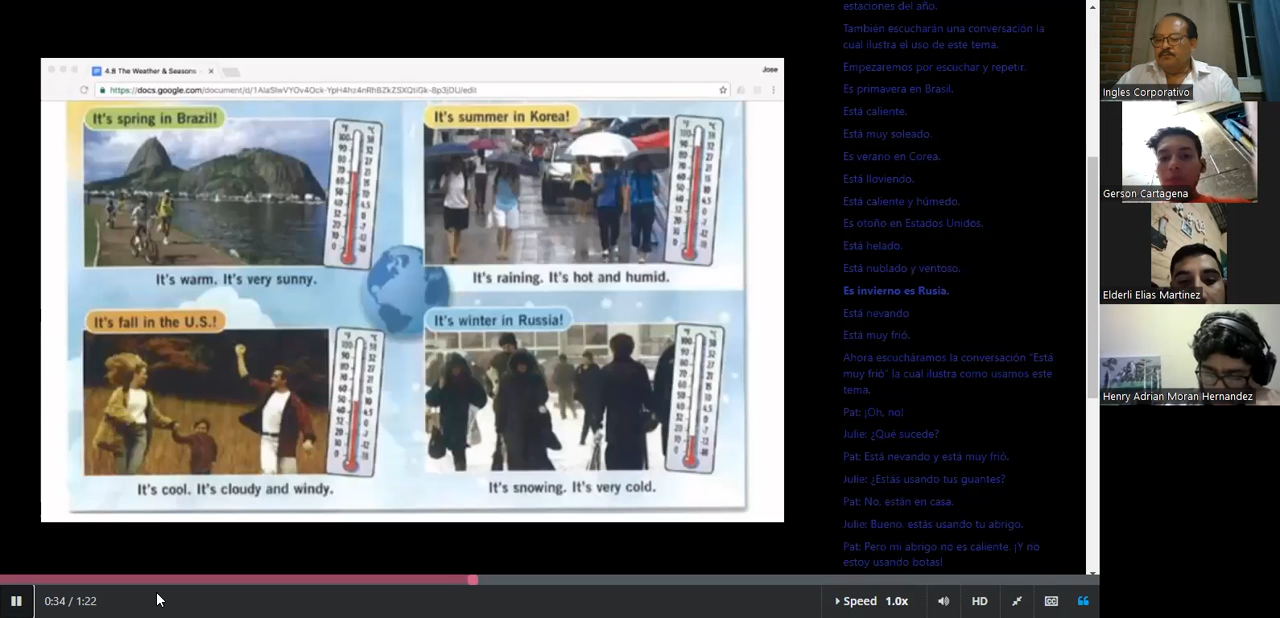 4.8 The Weather & Seasons
Jose
It's spring in Brazil!
It's summer in Korea!
It's warm. It's very sunny.
It's raining. It's hot and humid.
It's fall in the U.S.!
It's winter in Russia!
It's cool. It's cloudy and windy.
It's snowing. It's very cold.
estaciones del año.
También escucharán una conversación la
cual ilustra el uso de este tema.
Empezaremos por escuchar y repetir.
Es primavera en Brasil.
Está caliente.
Está muy soleado.
Es verano en Corea.
Está lloviendo.
Está caliente y húmedo.
Es otoño en Estados Unidos.
Está helado.
Está nublado y ventoso.
Es invierno es Rusia.
Está nevando
Está muy frió.
Ahora escucháramos la conversación "Está
muy frió" la cual ilustra como usamos este
tema.
Pat: ¡Oh, no!
Julie: ¿Qué sucede?
Pat: Está nevando y está muy frió.
Julie: ¿Estás usando tus guantes?
Pat: No, están en casa.
Julie: Bueno, estás usando tu abrigo.
Pat: Pero mi abrigo no es caliente. ¡Y no
estoy usando botas!
0:34 / 1:22
Speed 1.0x
HD
CC
Ingles Corporativo
Gerson Cartagena
Elderli Elias Martinez
Henry Adrian Moran Hernandez